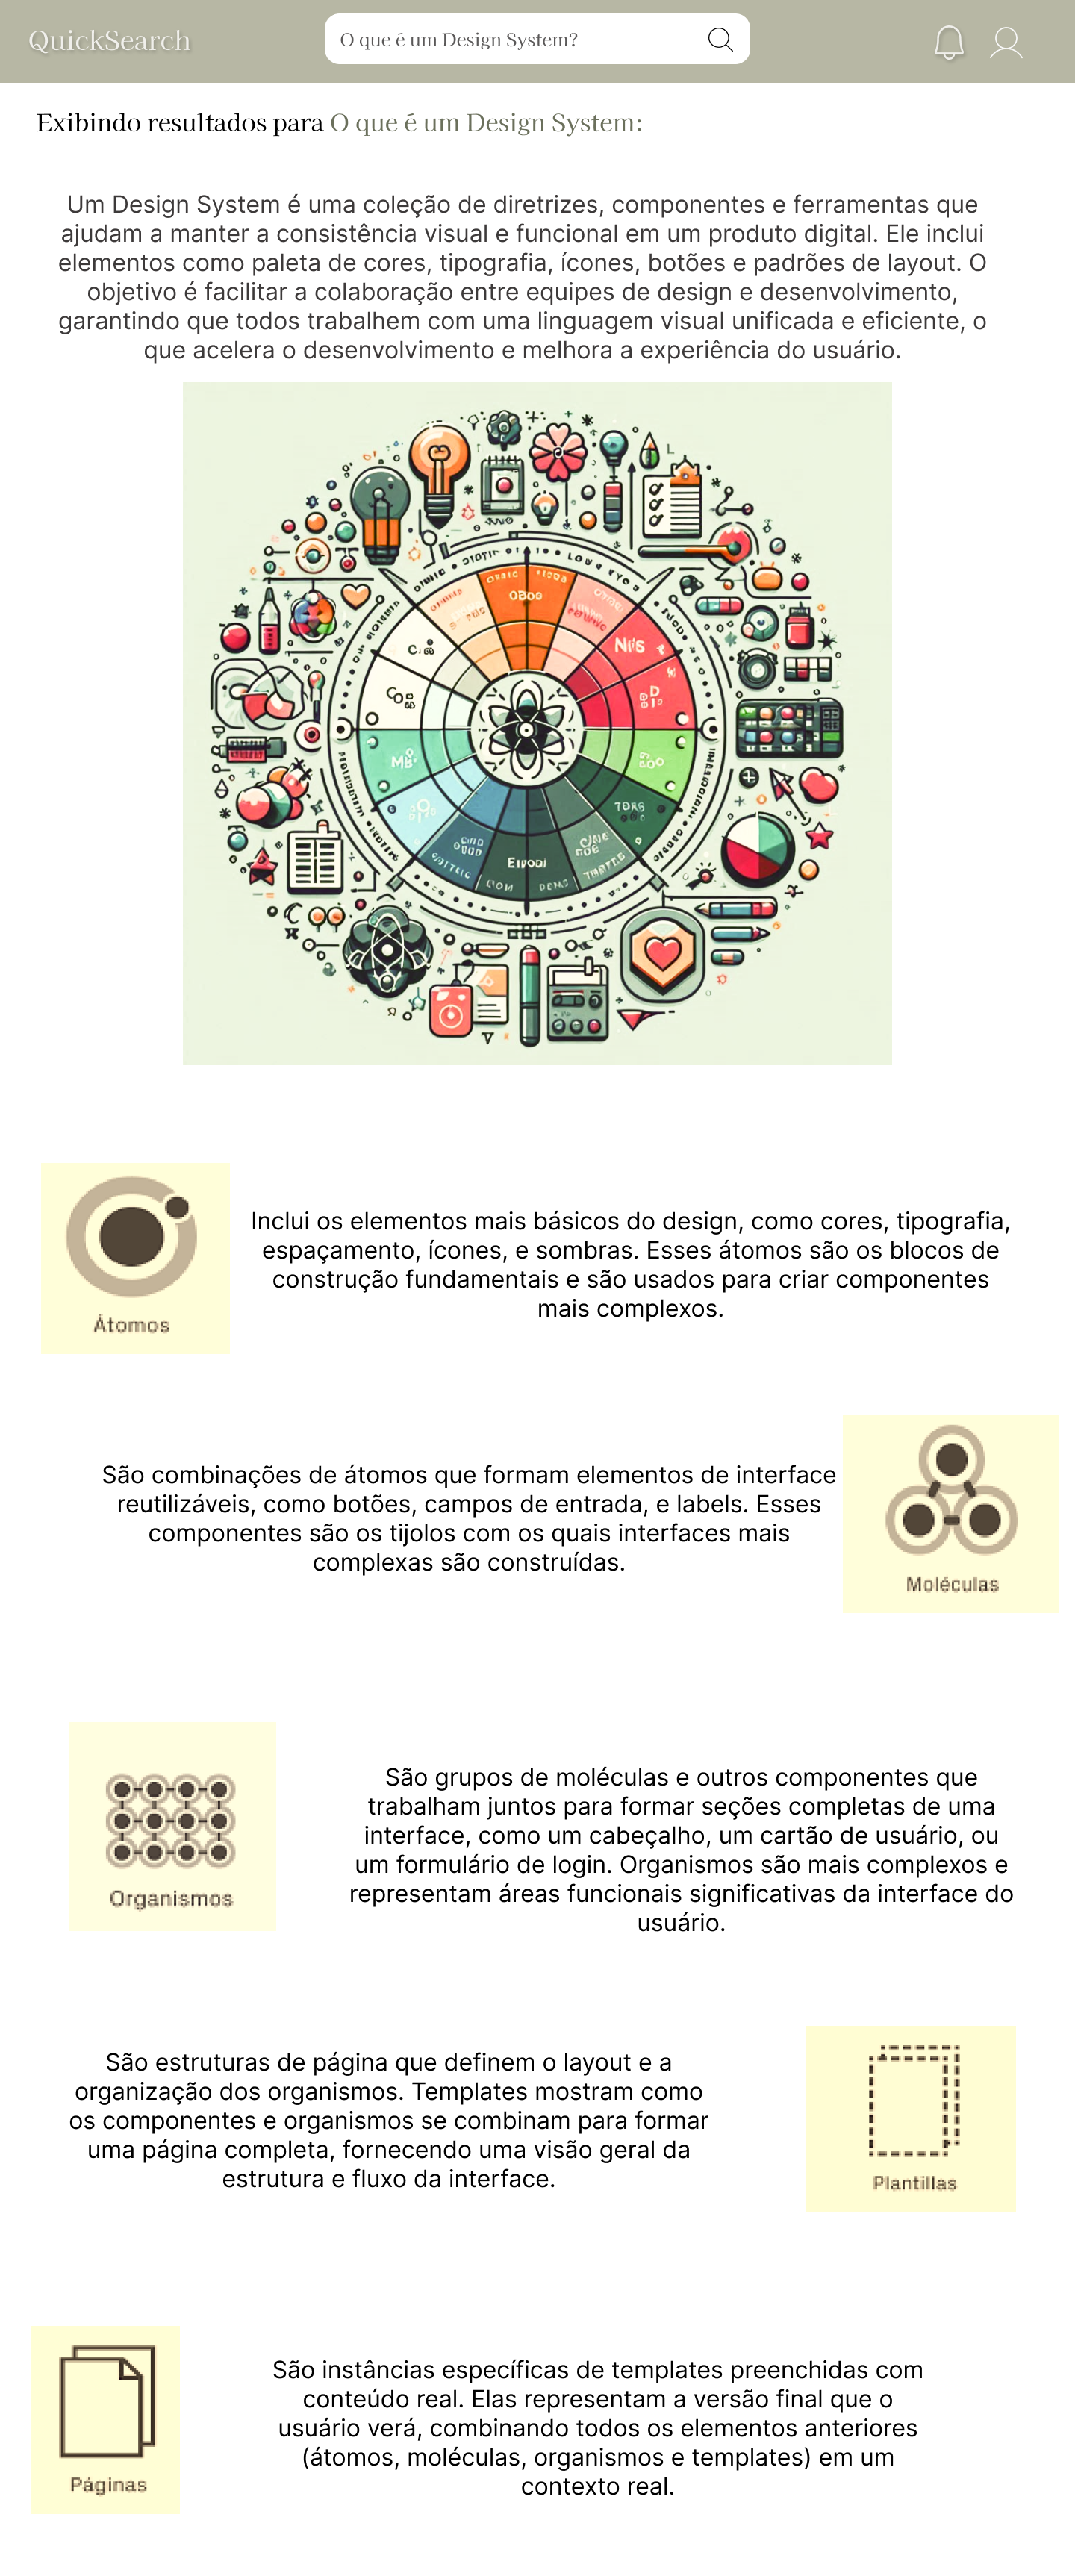 QuickSearch
O que é um Design System?
Exibindo resultados para O que é um Design System:
Um Design System é uma coleção de diretrizes, componentes e ferramentas que
ajudam a manter a consistência visual e funcional em um produto digital. Ele inclui
elementos como paleta de cores, tipografia, ícones, botões e padrões de layout. O
objetivo é facilitar a colaboração entre equipes de design e desenvolvimento,
garantindo que todos trabalhem com uma linguagem visual unificada e eficiente, o
que acelera o desenvolvimento e melhora a experiência do usuário.
Átomos
Inclui os elementos mais básicos do design, como cores, tipografia,
espaçamento, ícones, e sombras. Esses átomos são os blocos de
construção fundamentais e são usados para criar componentes
mais complexos.
São combinações de átomos que formam elementos de interface
reutilizáveis, como botões, campos de entrada, e labels. Esses
componentes são os tijolos com os quais interfaces mais
complexas são construídas.
Moléculas
Organismos
São grupos de moléculas e outros componentes que
trabalham juntos para formar seções completas de uma
interface, como um cabeçalho, um cartão de usuário, ou
um formulário de login. Organismos são mais complexos e
representam áreas funcionais significativas da interface do
usuário.
São estruturas de página que definem o layout e a
organização dos organismos. Templates mostram como
os componentes e organismos se combinam para formar
uma página completa, fornecendo uma visão geral da
estrutura e fluxo da interface.
Plantillas
Páginas
São instâncias específicas de templates preenchidas com
conteúdo real. Elas representam a versão final que o
usuário verá, combinando todos os elementos anteriores
(átomos, moléculas, organismos e templates) em um
contexto real.